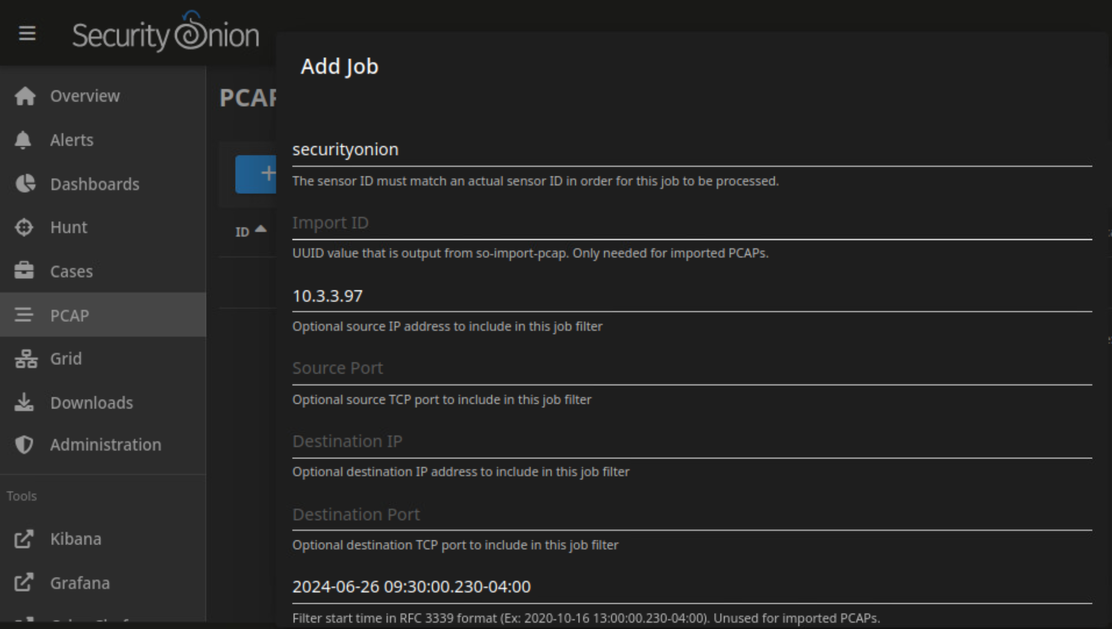 Security Onion
Add Job
Overview
Alerts
Dashboards
Hunt
Cases
PCAP
Grid
Downloads
Administration
Tools
Kibana
Grafana
PCAP
ID
securityonion
The sensor ID must match an actual sensor ID in order for this job to be processed.
Import ID
UUID value that is output from so-import-pcap. Only needed for imported PCAPs.
10.3.3.97
Optional source IP address to include in this job filter
Source Port
Optional source TCP port to include in this job filter
Destination IP
Optional destination IP address to include in this job filter
Destination Port
Optional destination TCP port to include in this job filter
2024-06-26 09:30:00.230-04:00
Filter start time in RFC 3339 format (Ex: 2020-10-16 13:00:00.230-04:00). Unused for imported PCAPs.